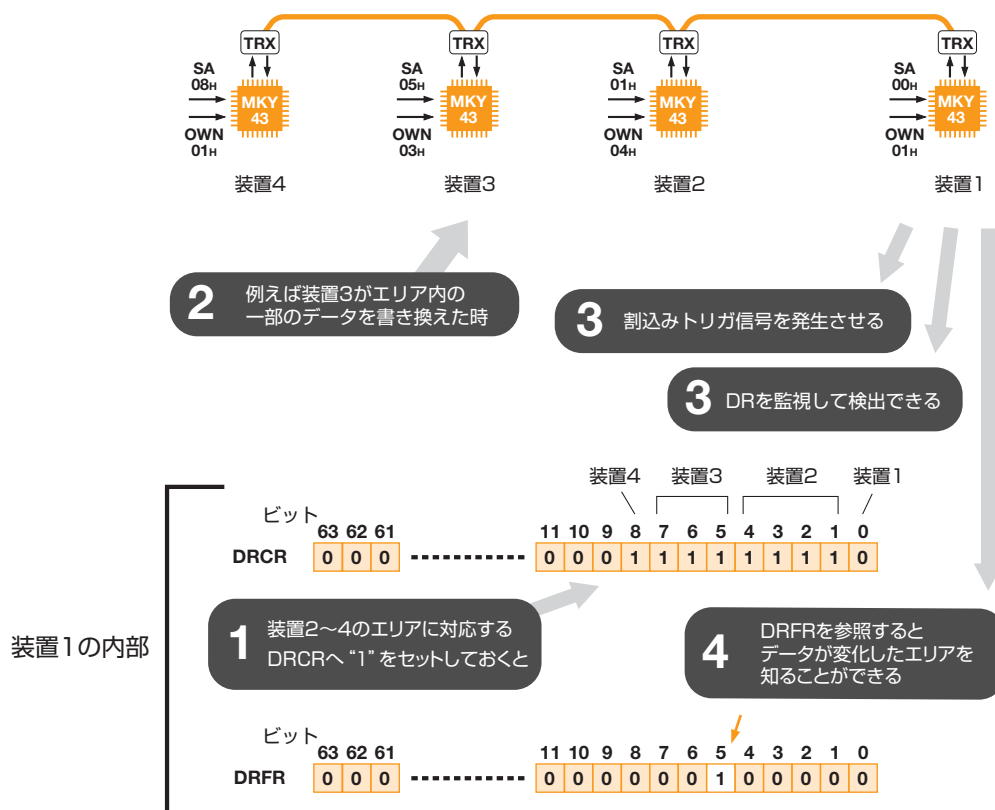 TRX TRX TRX TRX
SA
08H
SA
05H
SA
01H
SA
00H
MKY
43
MKY
43
MKY
43
MKY
43
OWN
01H
OWN
03H
OWN
04H
OWN
01H
装置4 装置3 装置2 装置1
2 例えば装置3がエリア内の
一部のデータを書き換えた時
3 割込みトリガ信号を発生させる
3 DRを監視して検出できる
装置4 装置3 装置2 装置1
ビット
63 62 61 11 10 9 8 7 6 5 4 3 2 1 0
DRCR 0 0 0 0 0 0 1 1 1 1 1 1 1 1 0
1 装置2〜4のエリアに対応する
DRCRへ “1” をセットしておくと
4 DRFRを参照すると
データが変化したエリアを
知ることができる
装置1の内部
ビット
63 62 61 11 10 9 8 7 6 5 4 3 2 1 0
DRFR 0 0 0 0 0 0 0 0 0 1 0 0 0 0 0